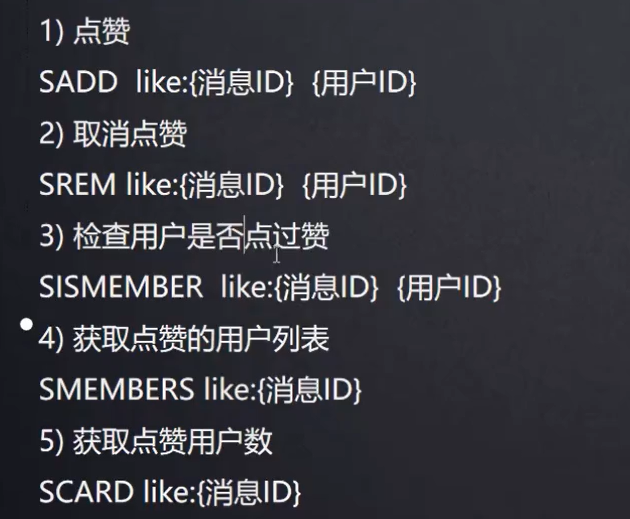 1) 点赞
SADD  like:{消息ID}  {用户ID}
2) 取消点赞
SREM like:{消息ID}  {用户ID}
3) 检查用户是否点过赞
SISMEMBER  like:{消息ID}  {用户ID}
4) 获取点赞的用户列表
SMEMBERS like:{消息ID}
5) 获取点赞用户数
SCARD like:{消息ID}